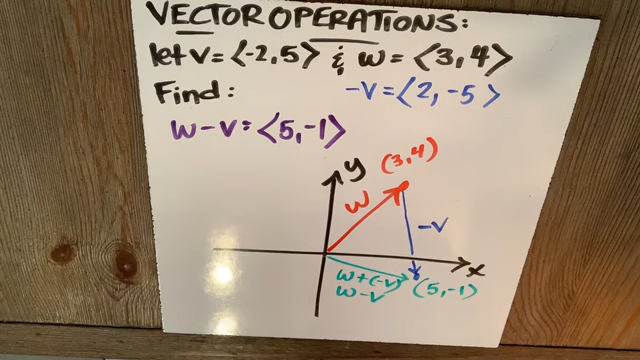 VECTOR OPERATIONS:
let v = <-2,5> & w = <3,4>
Find:
-v = <2,-5>
w-v = <5,-1>
y
(3,4)
w
-v
x
w+(-v)
w-v
(5,-1)